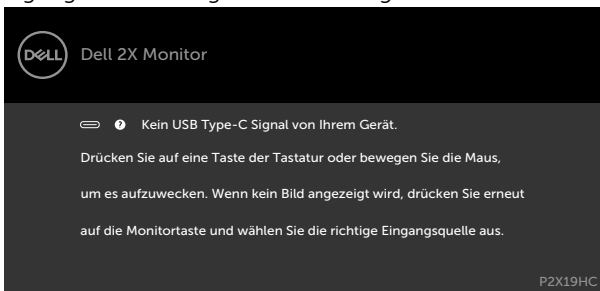 DELL
Dell 2X Monitor
Kein USB Type-C Signal von Ihrem Gerät.
Drücken Sie auf eine Taste der Tastatur oder bewegen Sie die Maus,
um es aufzuwecken. Wenn kein Bild angezeigt wird, drücken Sie erneut
auf die Monitortaste und wählen Sie die richtige Eingangsquelle aus.
P2X19HC